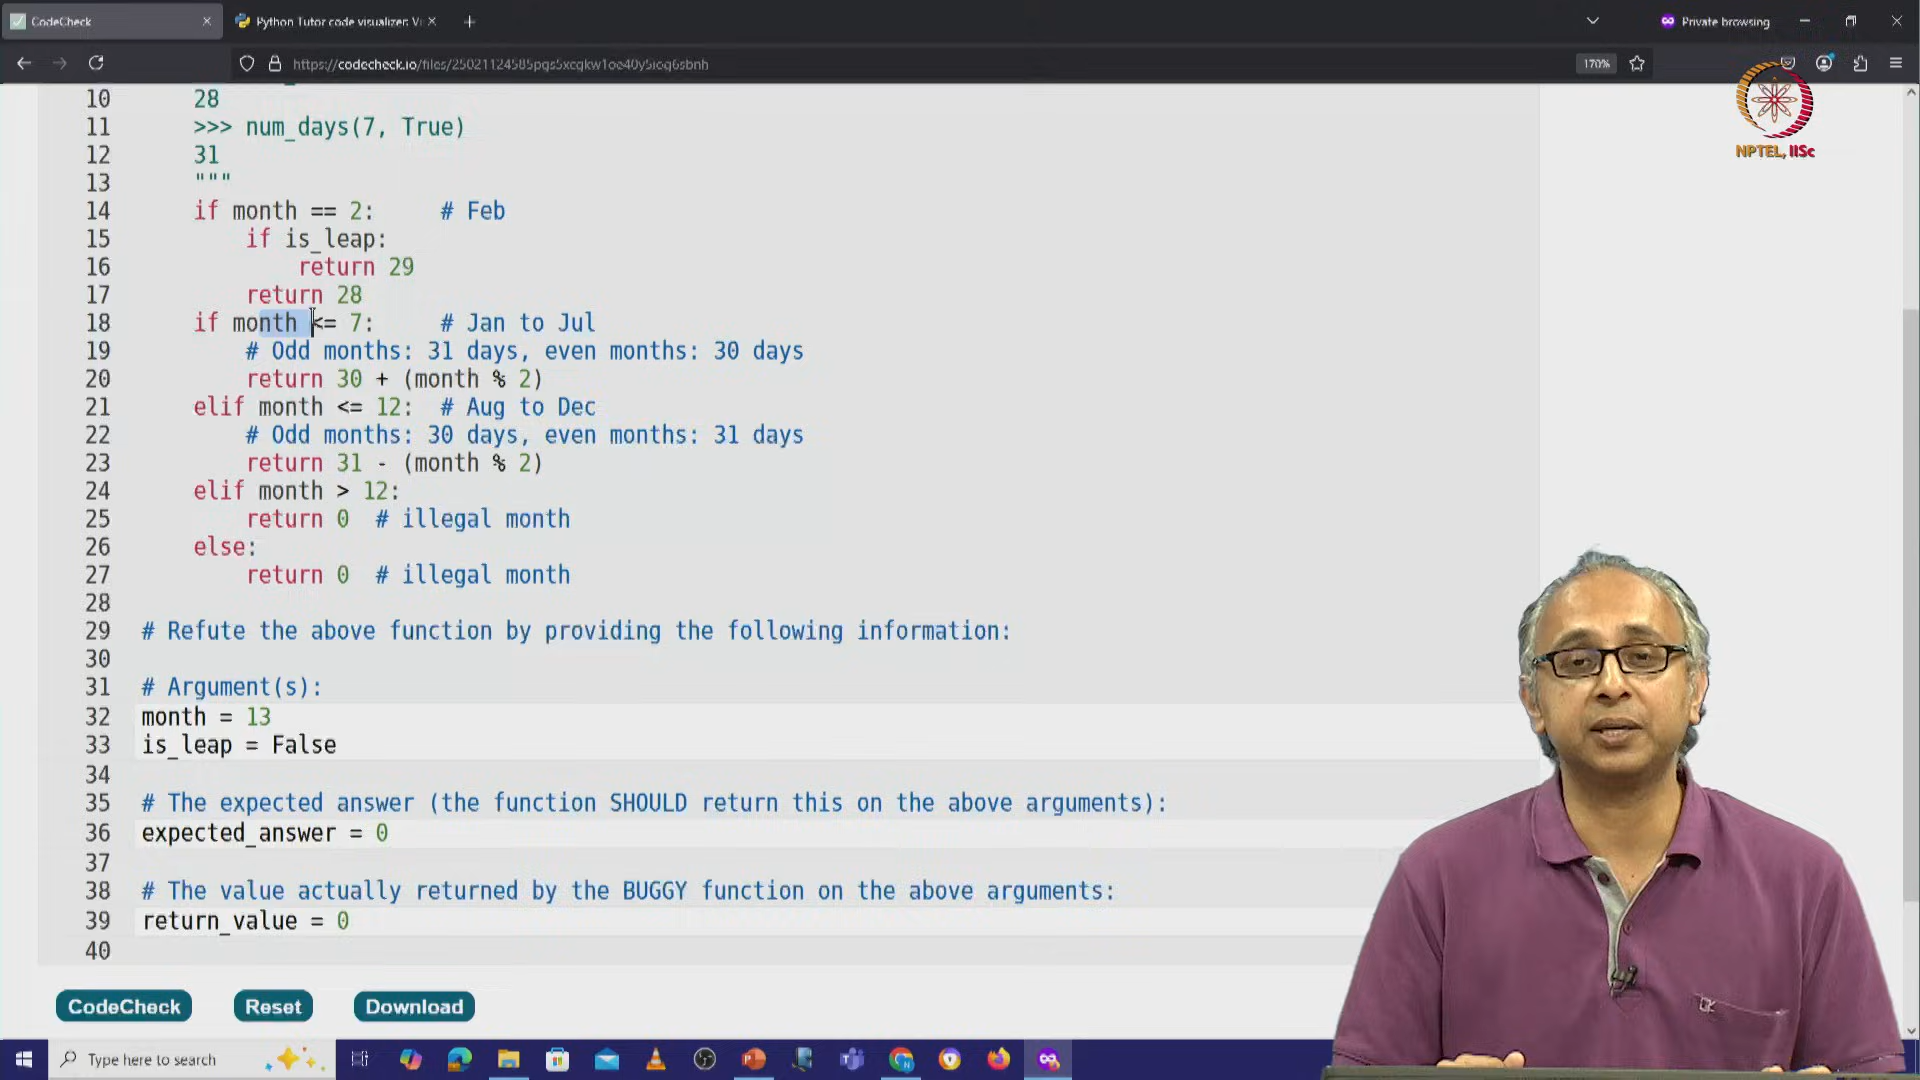 CodeCheck
Python Tutor code visualizer: Vi
Private browsing
https://codecheck.io/files/25021124585pqs5xcgkw1oe40y5ioq6sbnh
170%
NPTEL, IISc
10 28
11 >>> num_days(7, True)
12 31
13 """
14 if month == 2: # Feb
15 if is_leap:
16 return 29
17 return 28
18 if month <= 7: # Jan to Jul
19 # Odd months: 31 days, even months: 30 days
20 return 30 + (month % 2)
21 elif month <= 12: # Aug to Dec
22 # Odd months: 30 days, even months: 31 days
23 return 31 - (month % 2)
24 elif month > 12:
25 return 0 # illegal month
26 else:
27 return 0 # illegal month
28
29 # Refute the above function by providing the following information:
30
31 # Argument(s):
32 month = 13
33 is_leap = False
34
35 # The expected answer (the function SHOULD return this on the above arguments):
36 expected_answer = 0
37
38 # The value actually returned by the BUGGY function on the above arguments:
39 return_value = 0
40
CodeCheck Reset Download
Type here to search